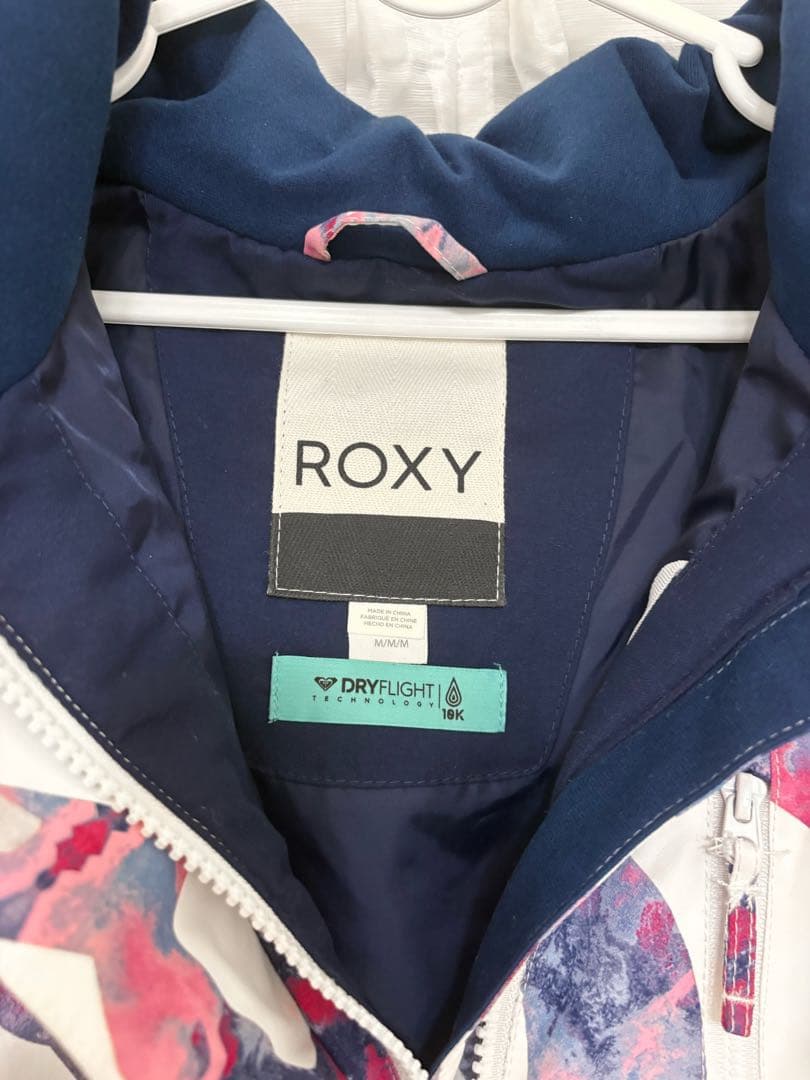 ROXY
MADE IN CHINA
FABRIQUÉ EN CHINE
HECHO EN CHINA
M/M/M
DRYFLIGHT
TECHNOLOGY
10K